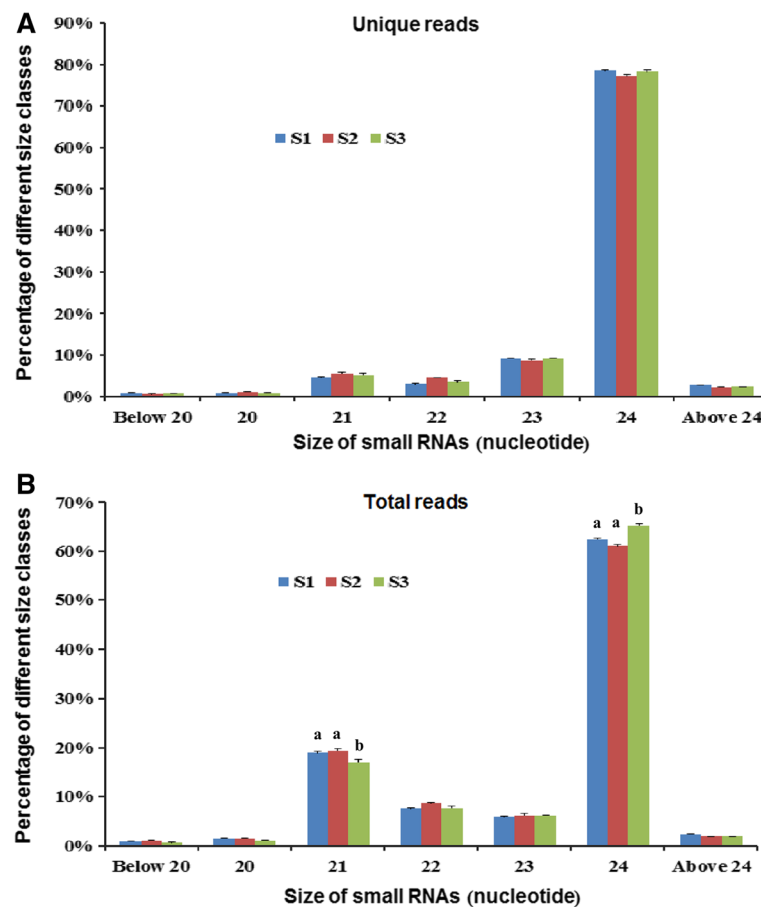 A
Unique reads
Percentage of different size classes
90%
80%
70%
60%
50%
40%
30%
20%
10%
0%
S1 S2 S3
Below 20 20 21 22 23 24 Above 24
Size of small RNAs (nucleotide)
B
Total reads
Percentage of different size classes
70%
60%
50%
40%
30%
20%
10%
0%
S1 S2 S3
a a b
a a b
Below 20 20 21 22 23 24 Above 24
Size of small RNAs (nucleotide)